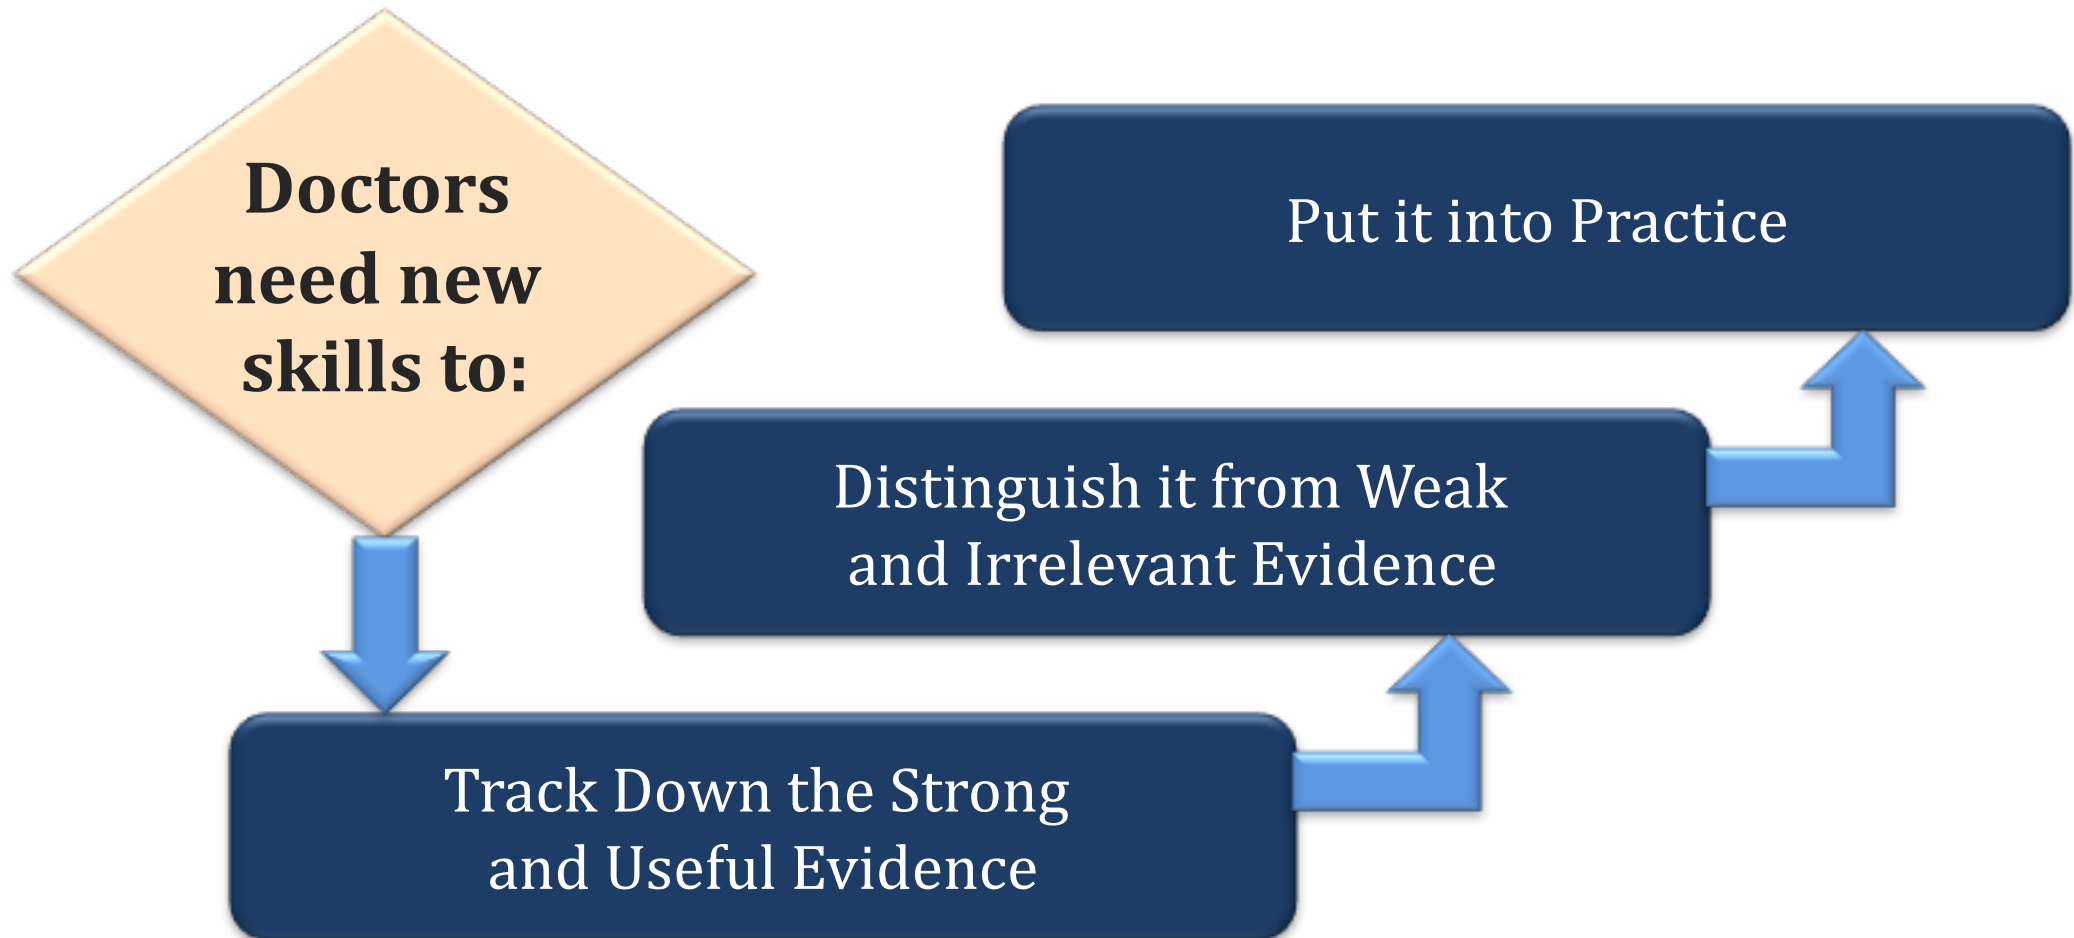 Doctors
need new
skills to:
Put it into Practice
Distinguish it from Weak
and Irrelevant Evidence
Track Down the Strong
and Useful Evidence